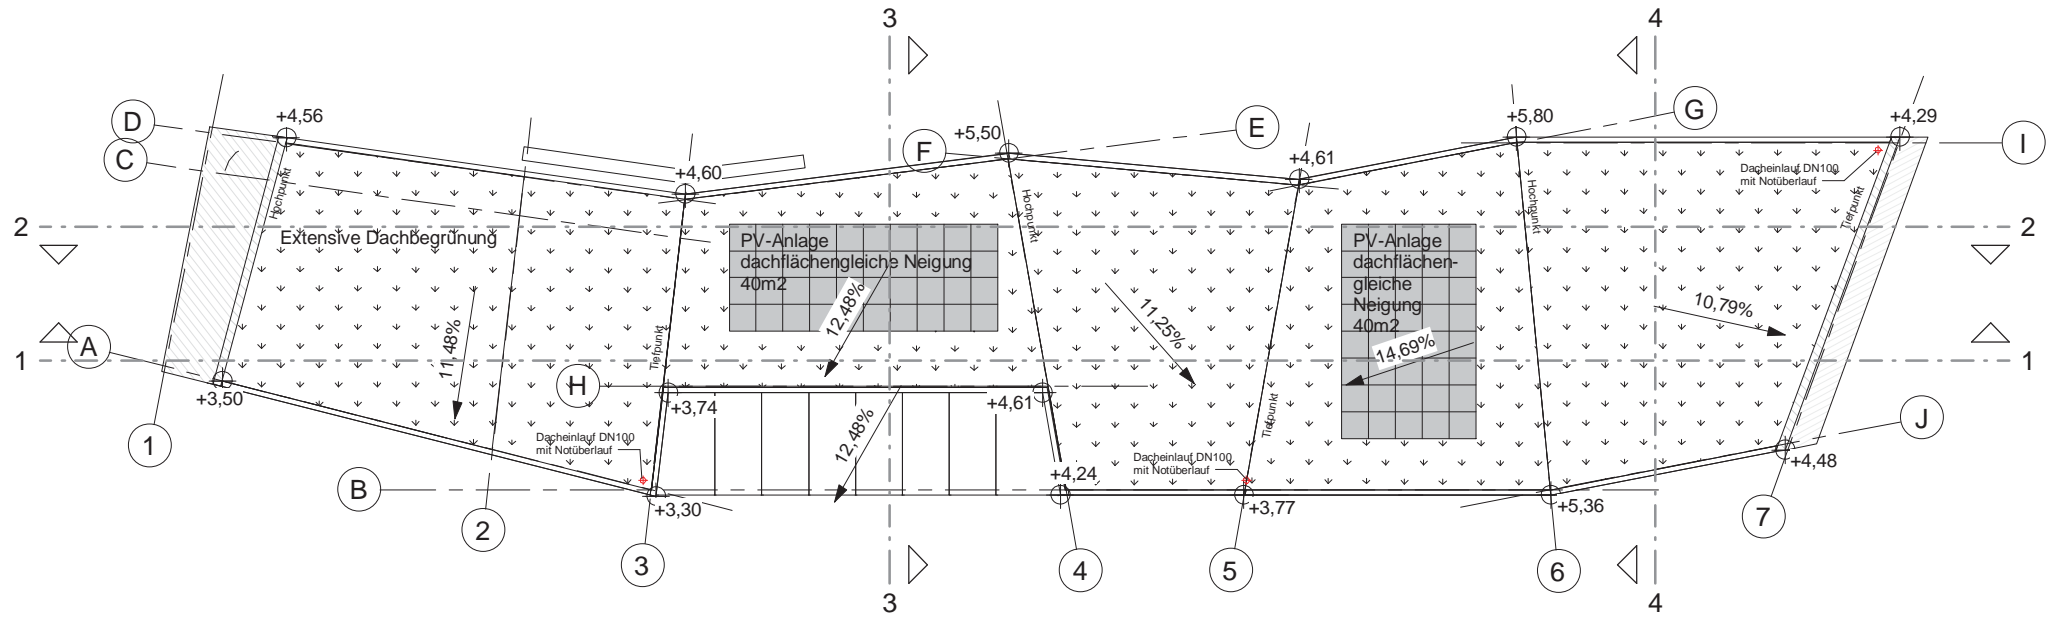 3
4
D
+4,56
C
+4,60
+5,50
F
E
+4,61
+5,80
G
+4,29
I
Dacheinlauf DN100
mit Notüberlauf
Hochpunkt
Hochpunkt
Hochpunkt
Tiefpunkt
2
2
Extensive Dachbegrünung
PV-Anlage
dachflächengleiche Neigung
40m2
PV-Anlage
dachflächen-
gleiche
Neigung
40m2
12,48%
11,25%
14,69%
10,79%
11,48%
Tiefpunkt
A
1
1
+3,50
H
+3,74
+4,61
12,48%
Tiefpunkt
J
1
Dacheinlauf DN100
mit Notüberlauf
Dacheinlauf DN100
mit Notüberlauf
+4,24
+4,48
B
+3,30
+3,77
+5,36
2
3
4
5
6
7
3
4